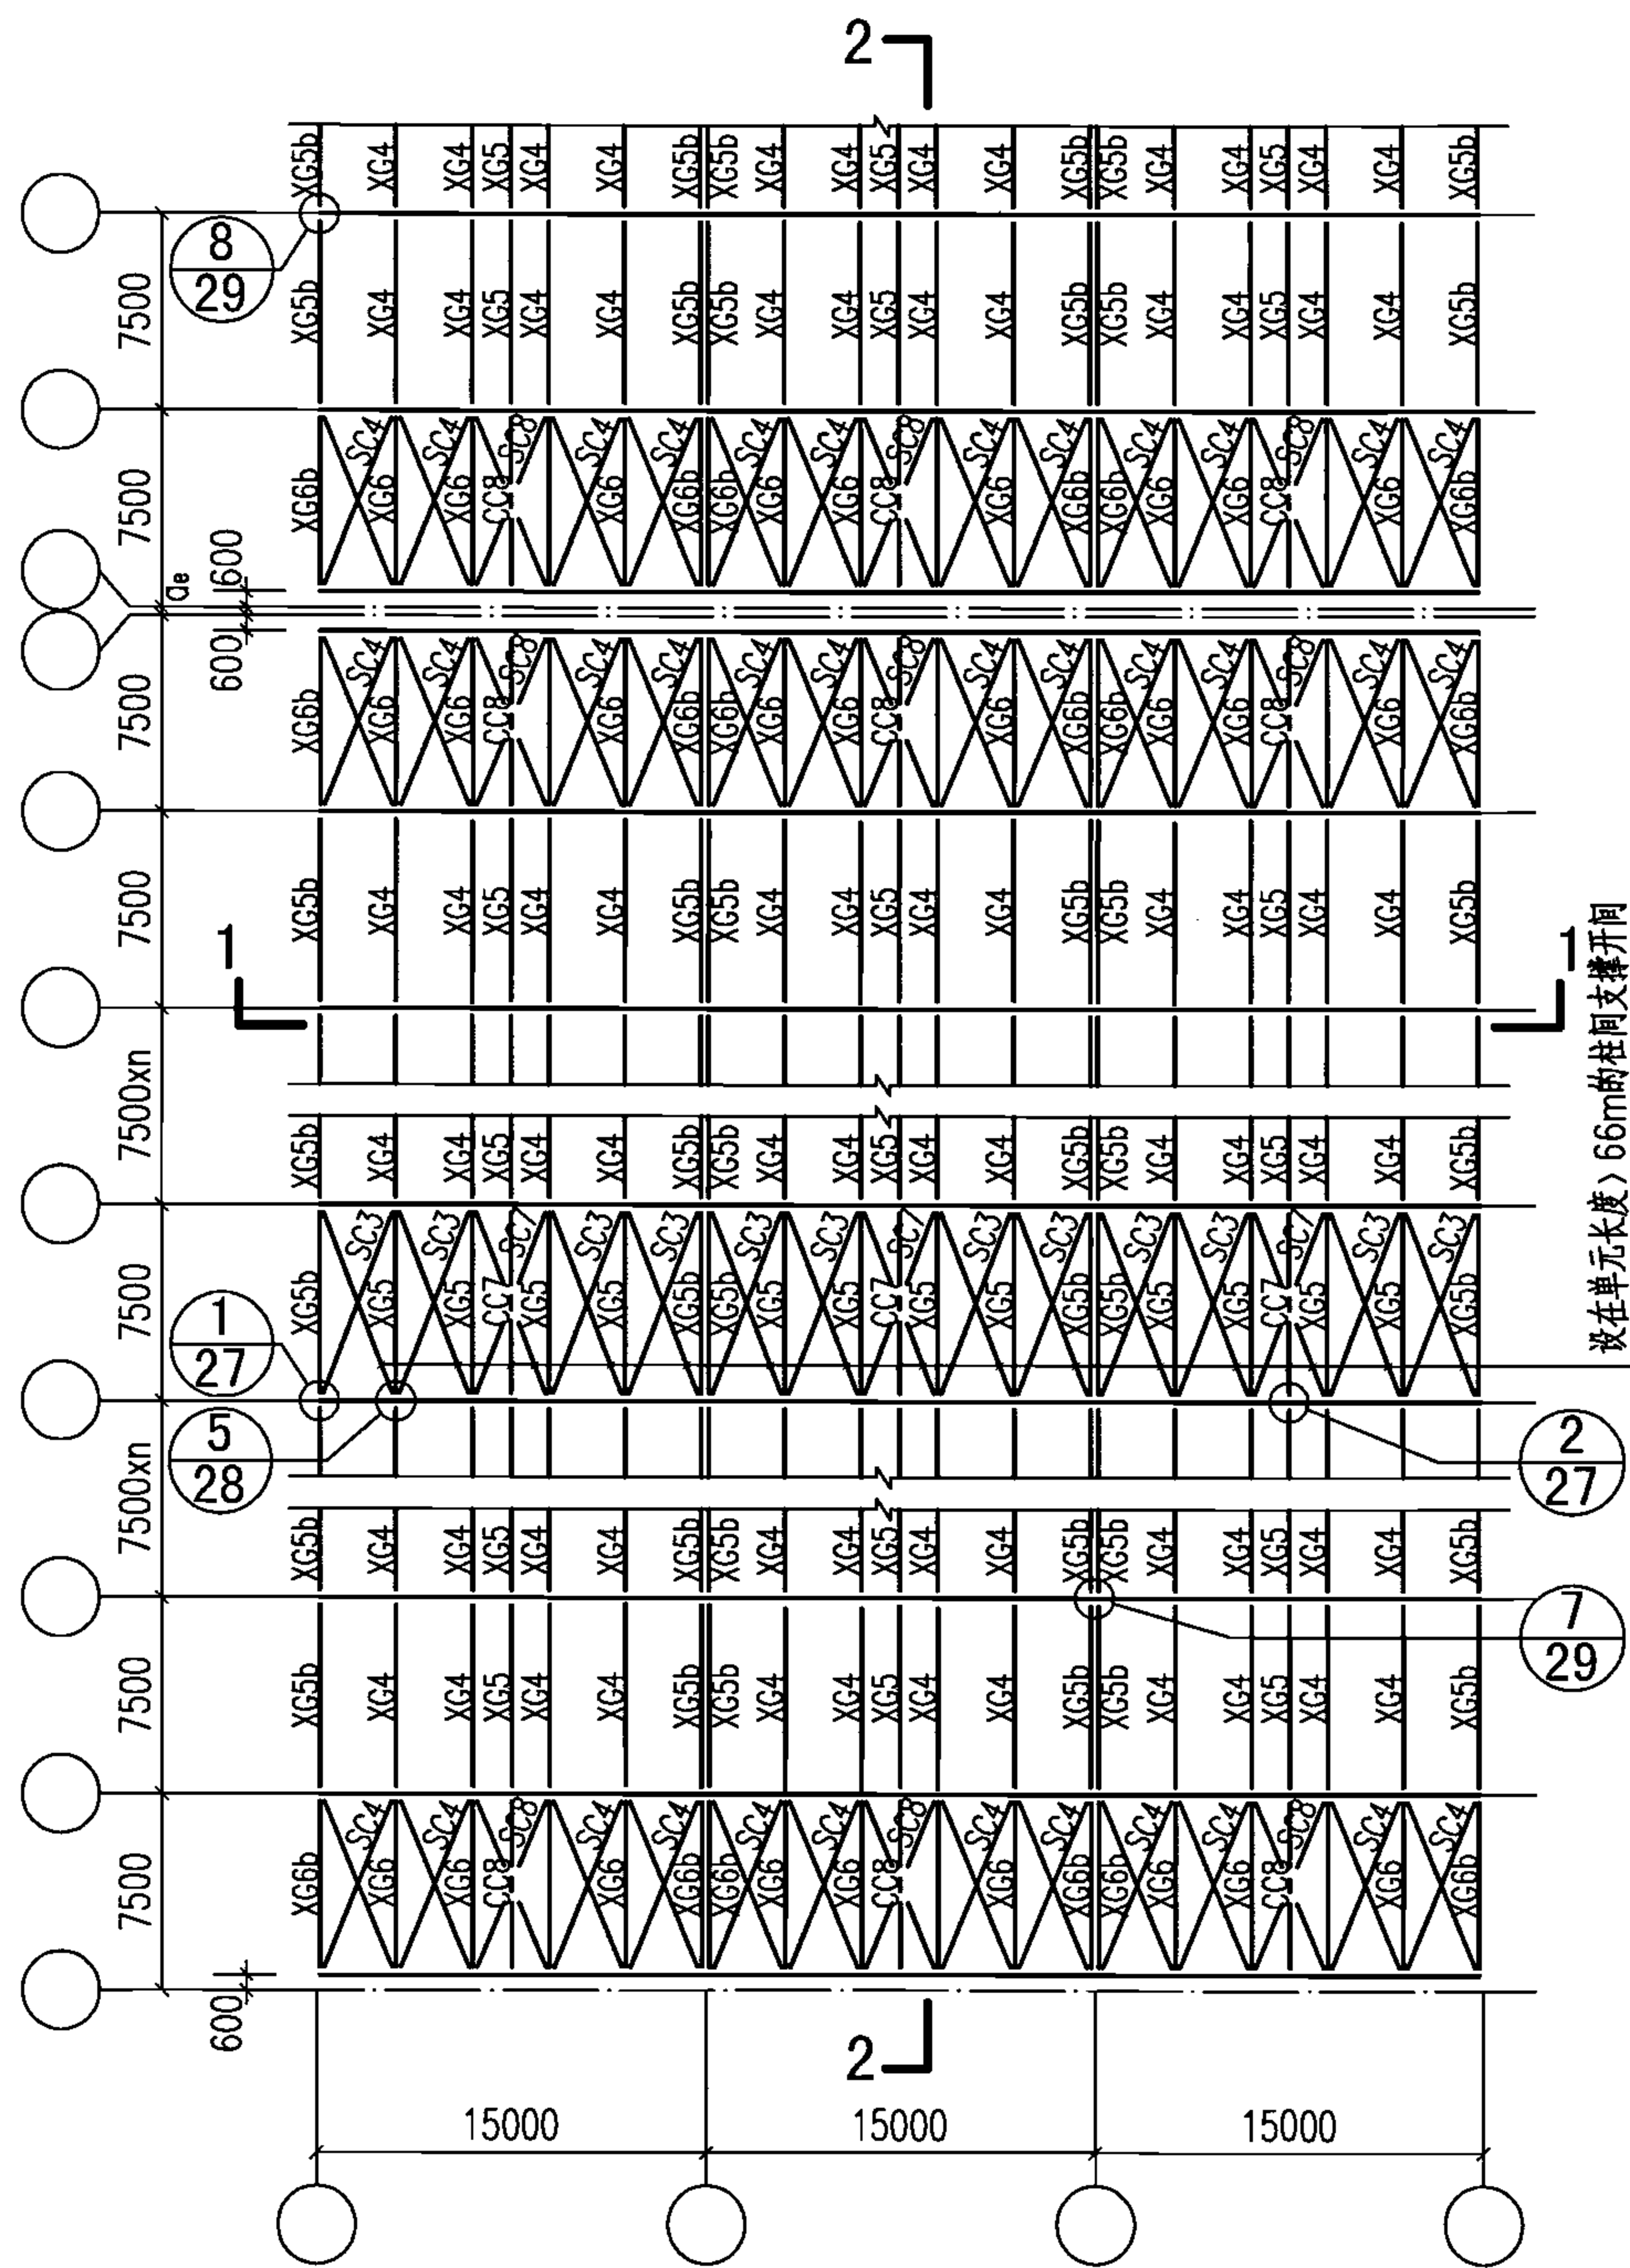 2
XG5b XG4 XG4 XG5 XG4 XG4 XG5b XG5b XG4 XG4 XG5 XG4 XG4 XG5b XG5b XG4 XG4 XG5 XG4 XG4 XG5b
8
29
7500
XG5b XG4 XG4 XG5 XG4 XG4 XG5b XG5b XG4 XG4 XG5 XG4 XG4 XG5b XG5b XG4 XG4 XG5 XG4 XG4 XG5b
SC4 SC4 SC8 SC4 SC4 SC4 SC4 SC8 SC4 SC4 SC4 SC4 SC8 SC4 SC4
7500
XG6b XG6 XG6 CC8 XG6 XG6b XG6b XG6 XG6 CC8 XG6 XG6b XG6b XG6 XG6 CC8 XG6 XG6b
600
ae
600
SC4 SC4 SC8 SC4 SC4 SC4 SC4 SC8 SC4 SC4 SC4 SC4 SC8 SC4 SC4
7500
XG6b XG6 XG6 CC8 XG6 XG6b XG6b XG6 XG6 CC8 XG6 XG6b XG6b XG6 XG6 CC8 XG6 XG6b
7500
XG5b XG4 XG4 XG5 XG4 XG4 XG5b XG5b XG4 XG4 XG5 XG4 XG4 XG5b XG5b XG4 XG4 XG5 XG4 XG4 XG5b
1
1
设在单元长度>66m的柱间支撑开间
7500xn
XG5b XG4 XG4 XG5 XG4 XG4 XG5b XG5b XG4 XG4 XG5 XG4 XG4 XG5b XG5b XG4 XG4 XG5 XG4 XG4 XG5b
SC3 SC3 SC7 SC3 SC3 SC3 SC3 SC7 SC3 SC3 SC3 SC3 SC7 SC3 SC3
7500
XG5b XG5 XG5 CC7 XG5 XG5 XG5b XG5b XG5 XG5 CC7 XG5 XG5 XG5b XG5b XG5 XG5 CC7 XG5 XG5 XG5b
1
27
5
28
2
27
7500xn
XG5b XG4 XG4 XG5 XG4 XG4 XG5b XG5b XG4 XG4 XG5 XG4 XG4 XG5b XG5b XG4 XG4 XG5 XG4 XG4 XG5b
7
29
7500
XG5b XG4 XG4 XG5 XG4 XG4 XG5b XG5b XG4 XG4 XG5 XG4 XG4 XG5b XG5b XG4 XG4 XG5 XG4 XG4 XG5b
SC4 SC4 SC8 SC4 SC4 SC4 SC4 SC8 SC4 SC4 SC4 SC4 SC8 SC4 SC4
7500
XG6b XG6 XG6 CC8 XG6 XG6b XG6b XG6 XG6 CC8 XG6 XG6b XG6b XG6 XG6 CC8 XG6 XG6b
600
2
15000 15000 15000